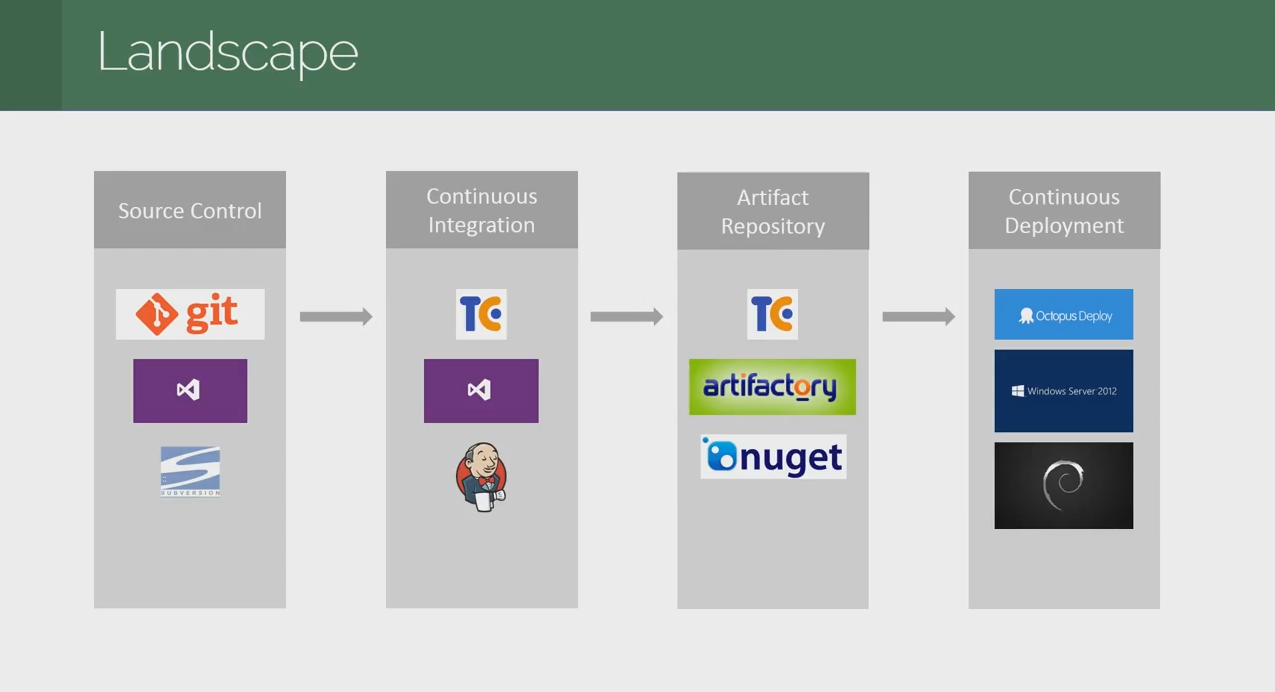 Landscape
Source Control
git
SUBVERSION
Continuous
Integration
TC
Artifact
Repository
TC
artifactory
nuget
Continuous
Deployment
Octopus Deploy
Windows Server 2012